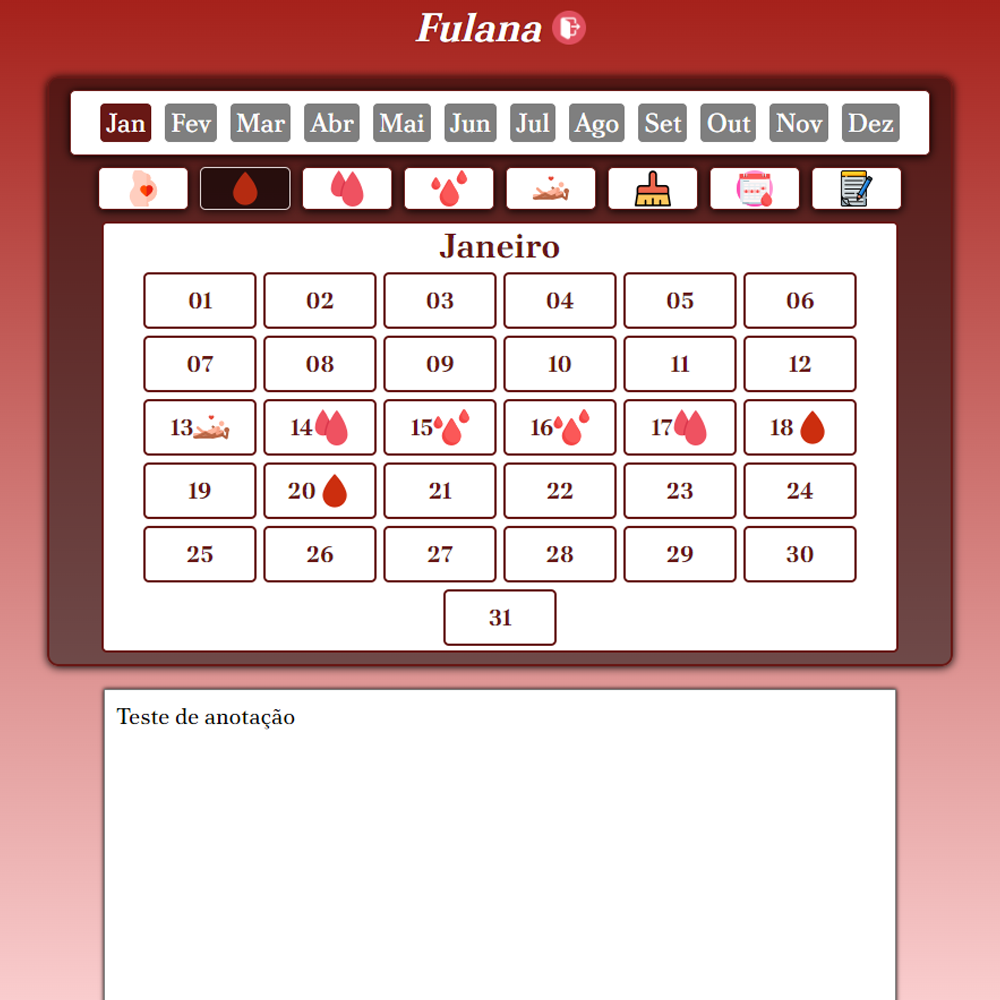 Fulana
Jan Fev Mar Abr Mai Jun Jul Ago Set Out Nov Dez
Janeiro
01 02 03 04 05 06
07 08 09 10 11 12
13 14 15 16 17 18
19 20 21 22 23 24
25 26 27 28 29 30
31
Teste de anotação